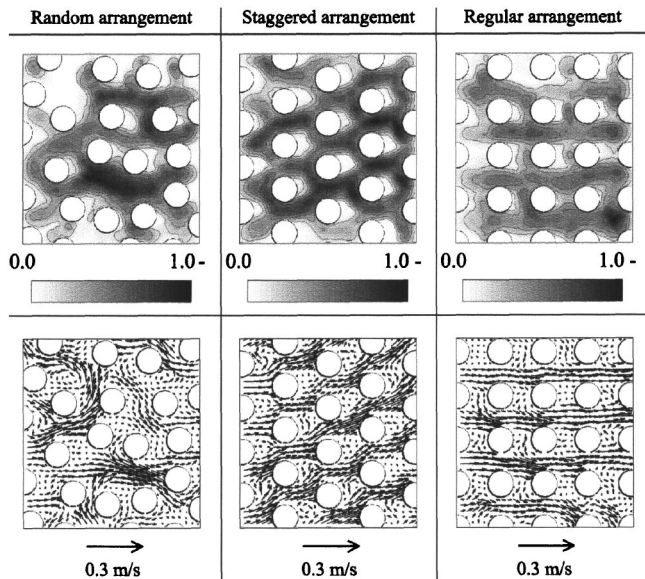 Random arrangement
Staggered arrangement
Regular arrangement
0.0 1.0 -
0.0 1.0 -
0.0 1.0 -
0.3 m/s
0.3 m/s
0.3 m/s